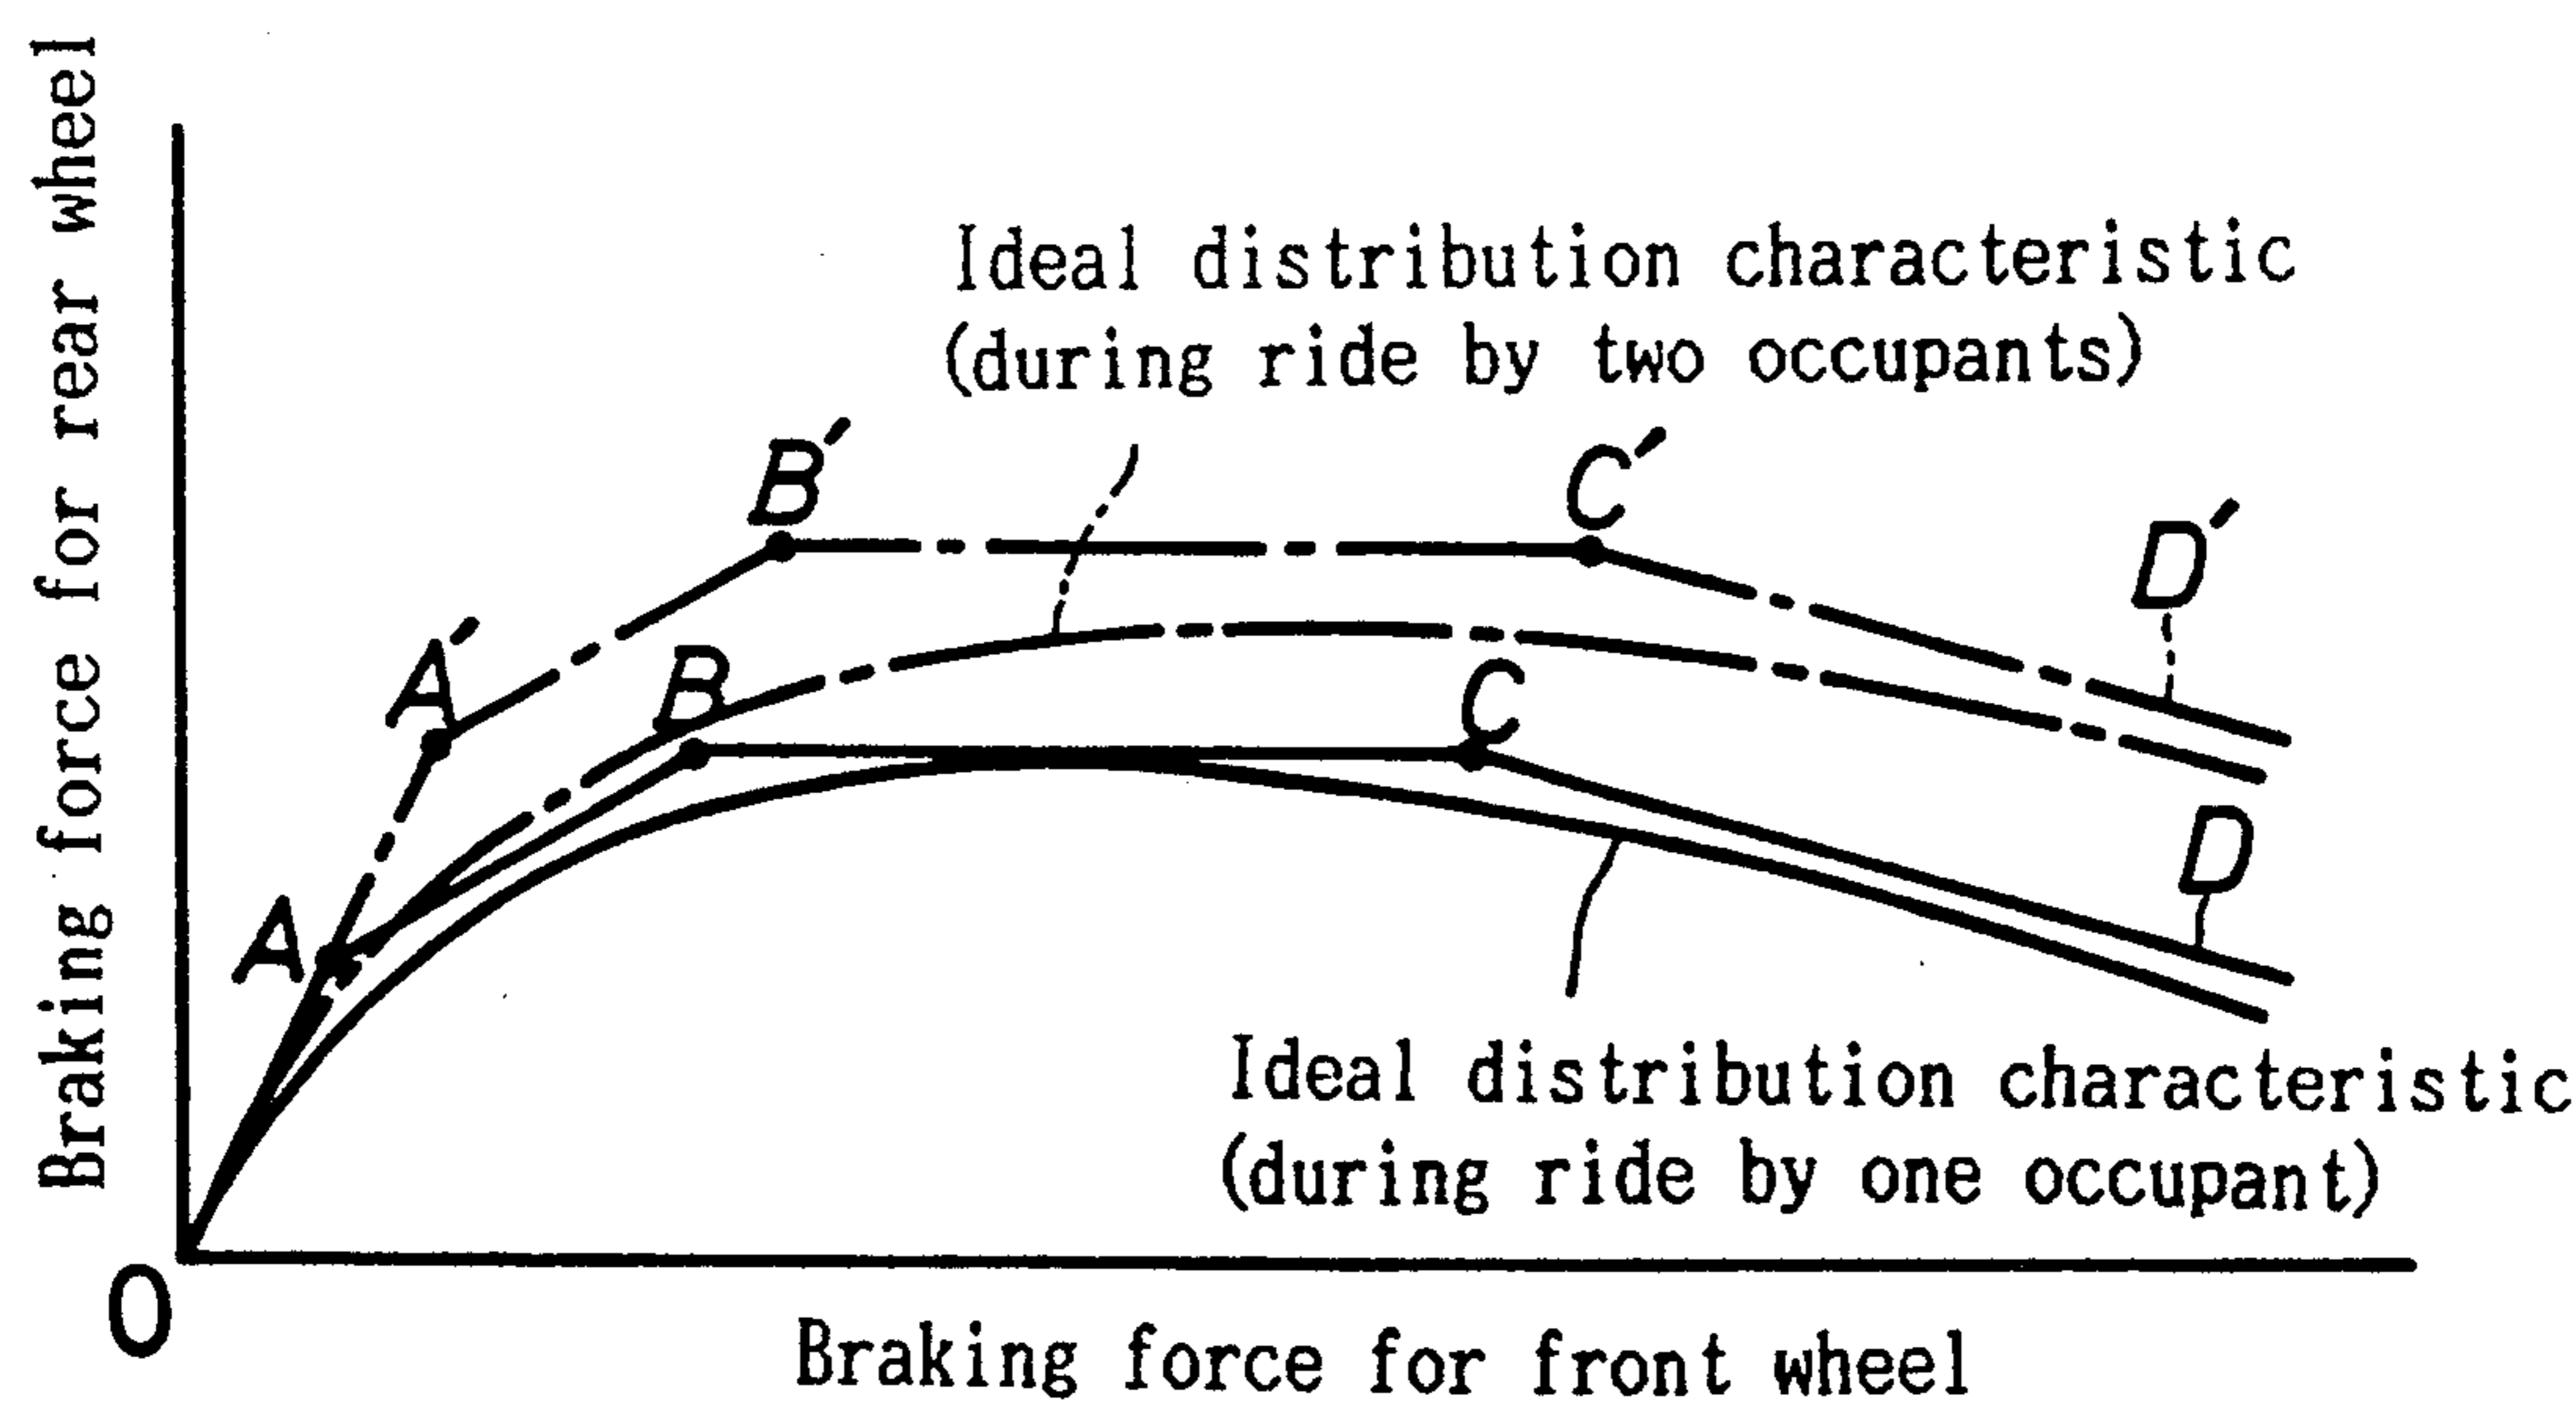 Braking force for rear wheel
Ideal distribution characteristic
(during ride by two occupants)
B′
C′
D′
A′
B
C
D
A
Ideal distribution characteristic
(during ride by one occupant)
O
Braking force for front wheel